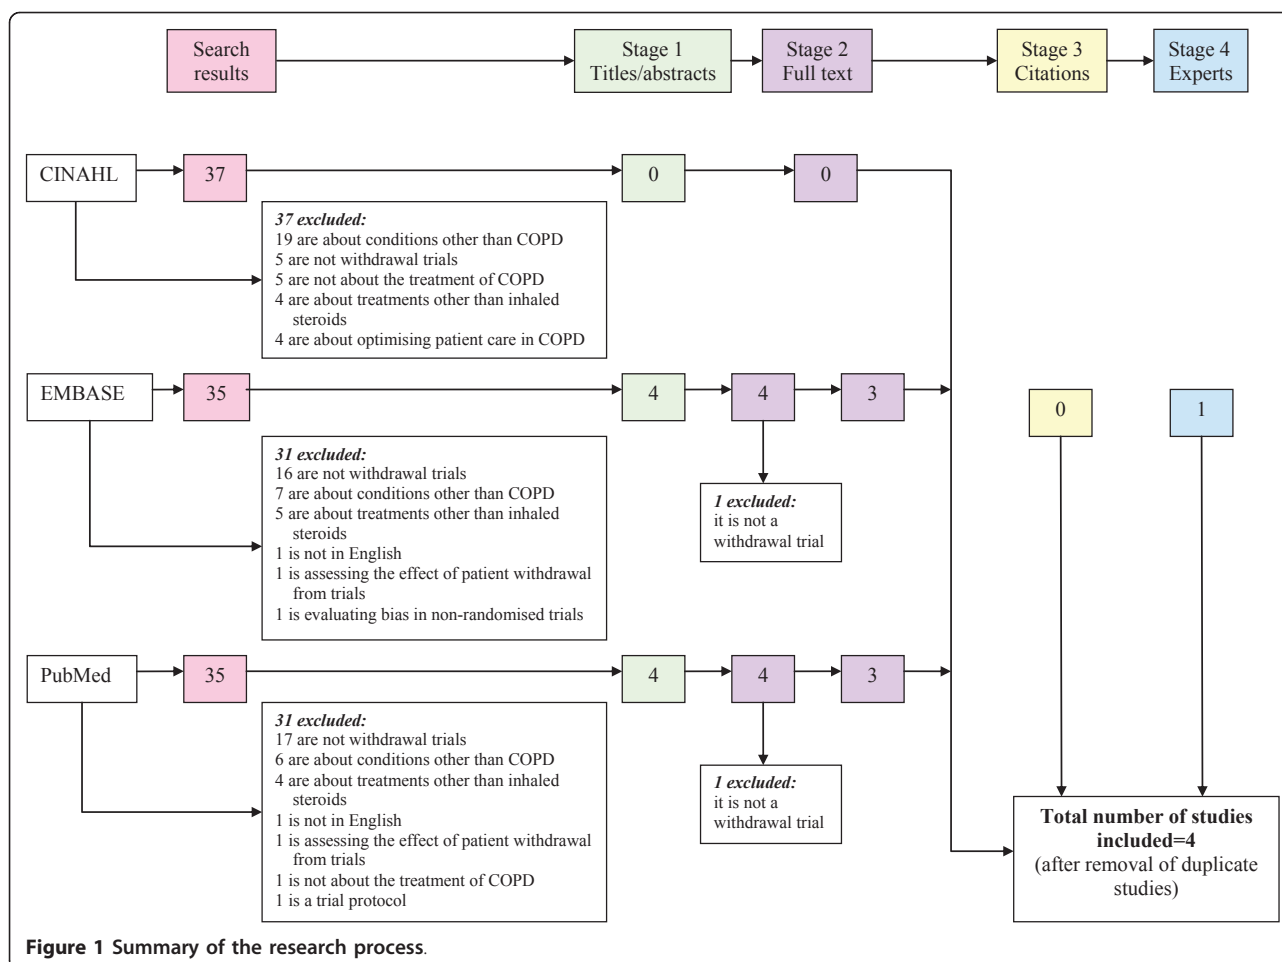 Search
results
Stage 1
Titles/abstracts
Stage 2
Full text
Stage 3
Citations
Stage 4
Experts
CINAHL
37
0
0
37 excluded:
19 are about conditions other than COPD
5 are not withdrawal trials
5 are not about the treatment of COPD
4 are about treatments other than inhaled
steroids
4 are about optimising patient care in COPD
EMBASE
35
4
4
3
0
1
31 excluded:
16 are not withdrawal trials
7 are about conditions other than COPD
5 are about treatments other than inhaled
steroids
1 is not in English
1 is assessing the effect of patient withdrawal
from trials
1 is evaluating bias in non-randomised trials
1 excluded:
it is not a
withdrawal trial
PubMed
35
4
4
3
31 excluded:
17 are not withdrawal trials
6 are about conditions other than COPD
4 are about treatments other than inhaled
steroids
1 is not in English
1 is assessing the effect of patient withdrawal
from trials
1 is not about the treatment of COPD
1 is a trial protocol
1 excluded:
it is not a
withdrawal trial
Total number of studies
included=4
(after removal of duplicate
studies)
Figure 1 Summary of the research process.